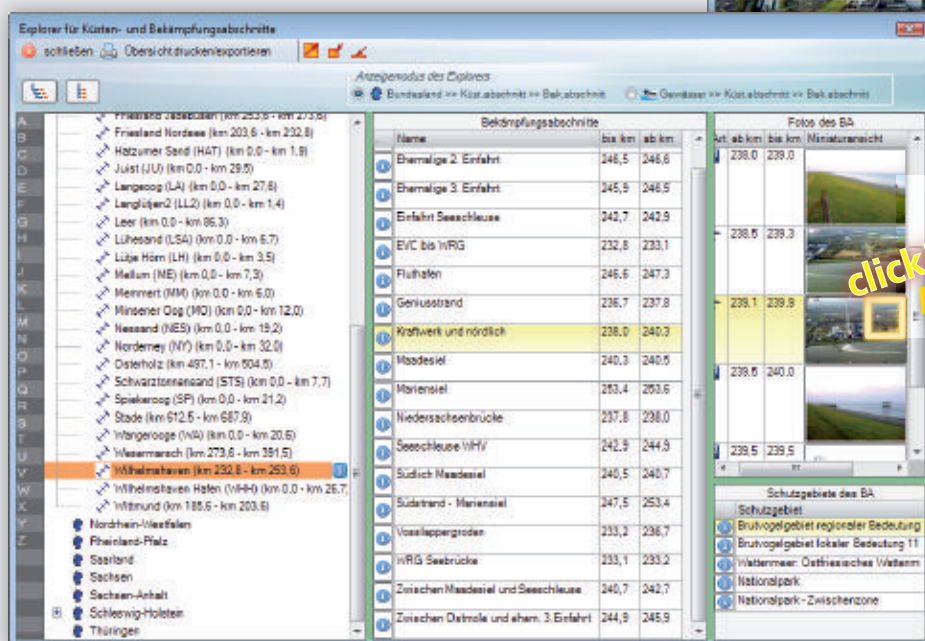 Explorer für Küsten- und Bekämpfungsabschnitte
schließen Übersicht drucken/exportieren
Anzeigemodus des Explorers
Bundesland >> Küst.abschnitt >> Bek.abschnitt Gewässer >> Küst.abschnitt >> Bek.abschnitt
A
B
C
D
E
F
G
H
I
J
K
L
M
N
O
P
Q
R
S
T
U
V
W
X
Y
Z
Friesland Jadebusen (km 253,6 - km 273,6)
Friesland Nordsee (km 203,6 - km 232,8)
Hatzumer Sand (HAT) (km 0,0 - km 1,9)
Juist (JU) (km 0,0 - km 29,5)
Langeoog (LA) (km 0,0 - km 27,6)
Langlütjen2 (LL2) (km 0,0 - km 1,4)
Leer (km 0,0 - km 86,3)
Lühesand (LSA) (km 0,0 - km 6,7)
Lütje Hörn (LH) (km 0,0 - km 3,5)
Mellum (ME) (km 0,0 - km 7,3)
Memmert (MM) (km 0,0 - km 6,0)
Minsener Oog (MO) (km 0,0 - km 12,0)
Nessand (NES) (km 0,0 - km 19,2)
Norderney (NY) (km 0,0 - km 32,0)
Osterholz (km 497,1 - km 504,5)
Schwarztonnensand (STS) (km 0,0 - km 7,7)
Spiekeroog (SP) (km 0,0 - km 21,2)
Stade (km 612,5 - km 687,9)
Wangerooge (WA) (km 0,0 - km 20,6)
Wesermarsch (km 273,6 - km 391,5)
Wilhelmshaven (km 232,8 - km 253,6)
Wilhelmshaven Hafen (WHH) (km 0,0 - km 26,7
Wittmund (km 185,6 - km 203,6)
Nordrhein-Westfalen
Rheinland-Pfalz
Saarland
Sachsen
Sachsen-Anhalt
Schleswig-Holstein
Thüringen
Bekämpfungsabschnitte
Name bis km ab km
Ehemalige 2. Einfahrt 246,5 246,6
Ehemalige 3. Einfahrt 245,9 246,5
Einfahrt Seeschleuse 242,7 242,9
EVC bis WRG 232,8 233,1
Fluthafen 246,6 247,3
Geniusstrand 236,7 237,8
Kraftwerk und nördlich 238,0 240,3
Maadesiel 240,3 240,5
Mariensiel 253,4 253,6
Niedersachsenbrücke 237,8 238,0
Seeschleuse WHV 242,9 244,9
Südlich Maadesiel 240,5 240,7
Südstrand - Mariensiel 247,5 253,4
Vosslappergroden 233,2 236,7
WRG Seebrücke 233,1 233,2
Zwischen Maadesiel und Seeschleuse 240,7 242,7
Zwischen Ostmole und ehem. 3.Einfahrt 244,9 245,9
Fotos des BA
Art ab km bis km Miniaturansicht
238,0 239,0
238,5 239,3
239,1 239,9
239,5 240,0
239,5 239,5
click
Schutzgebiete des BA
Schutzgebiet
Brutvogelgebiet regionaler Bedeutung
Brutvogelgebiet lokaler Bedeutung 11
Wattenmeer: Ostfriesisches Wattenm
Nationalpark
Nationalpark - Zwischenzone